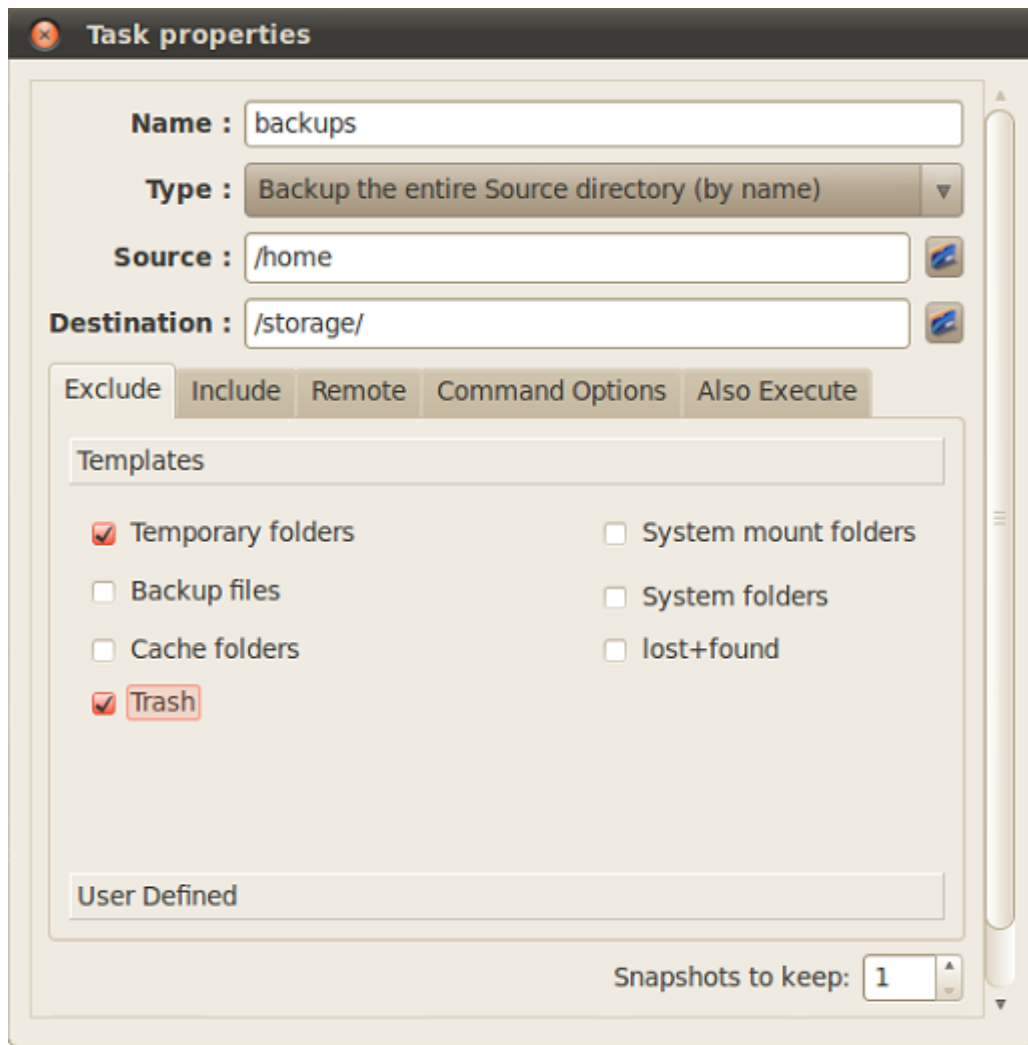 Task properties
Name : backups
Type : Backup the entire Source directory (by name)
Source : /home
Destination : /storage/
Exclude Include Remote Command Options Also Execute
Templates
Temporary folders System mount folders
Backup files System folders
Cache folders lost+found
Trash
User Defined
Snapshots to keep: 1